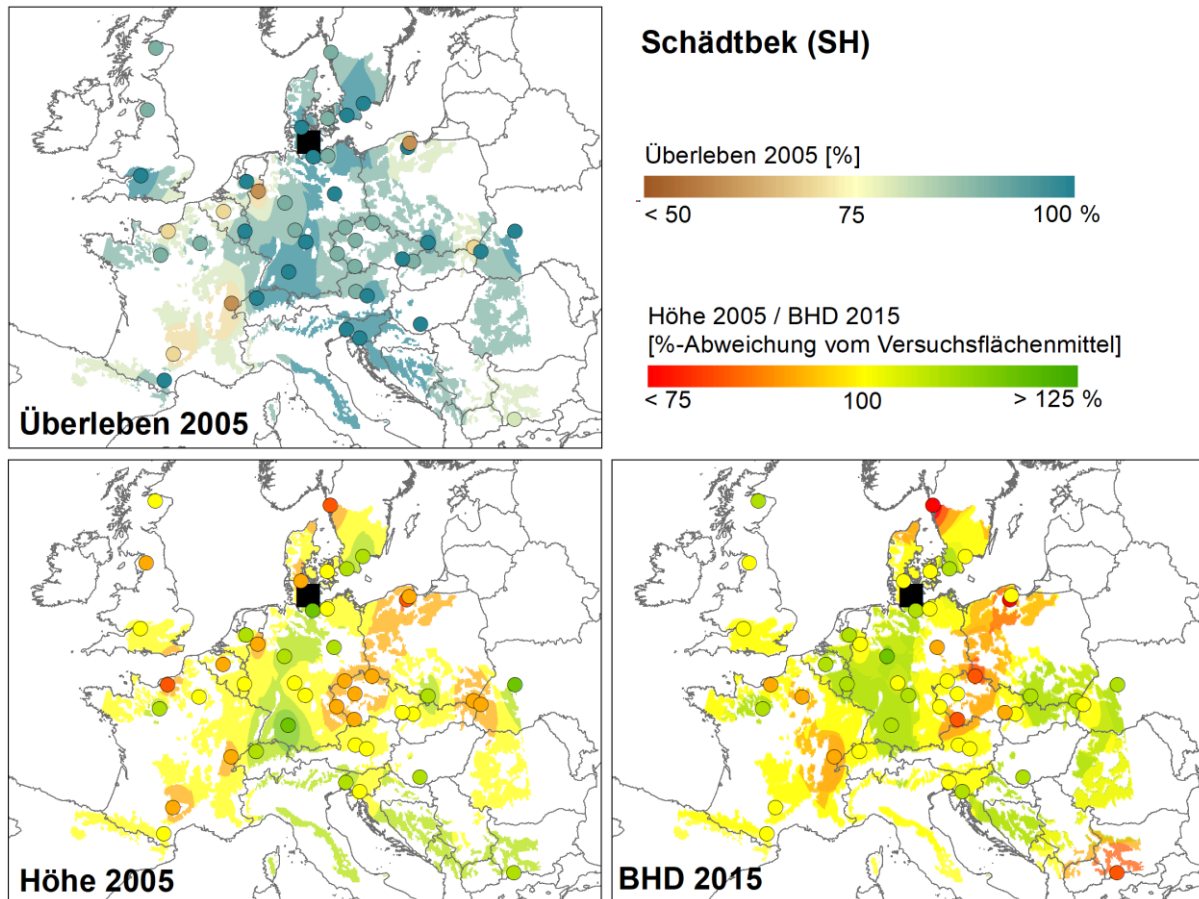 Schädtbek (SH)
Überleben 2005 [%]
< 50
75
100 %
Höhe 2005 / BHD 2015
[%-Abweichung vom Versuchsflächenmittel]
< 75
100
> 125 %
Überleben 2005
Höhe 2005
BHD 2015